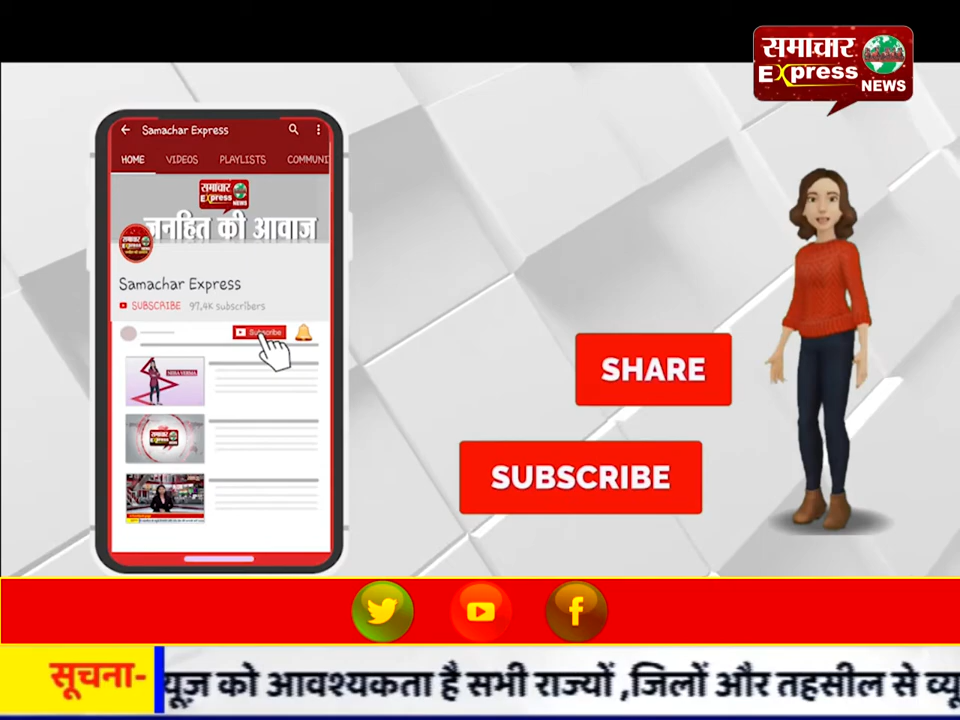 समाचार
Express
NEWS
Samachar Express
HOME VIDEOS PLAYLISTS COMMUNI
समाचार
Express
NEWS
जनहित की आवाज
Samachar Express
SUBSCRIBE 97.4K subscribers
Subscribe
SHARE
SUBSCRIBE
सूचना- यूज़ को आवश्यकता है सभी राज्यों ,जिलों और तहसील से व्यू